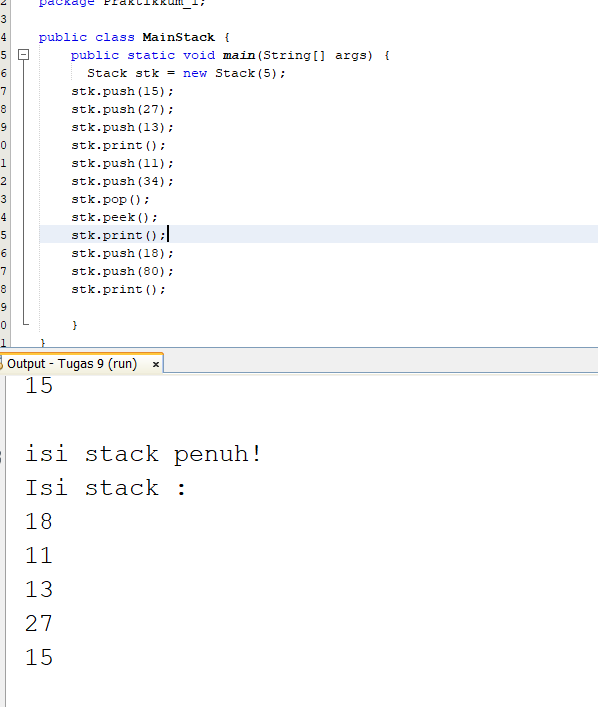 2 package Praktikkum_1;
3
4 public class MainStack {
5 public static void main(String[] args) {
6 Stack stk = new Stack(5);
7 stk.push(15);
8 stk.push(27);
9 stk.push(13);
0 stk.print();
1 stk.push(11);
2 stk.push(34);
3 stk.pop();
4 stk.peek();
5 stk.print();
6 stk.push(18);
7 stk.push(80);
8 stk.print();
9
0 }
1 }
Output - Tugas 9 (run) ×
15
isi stack penuh!
Isi stack :
18
11
13
27
15